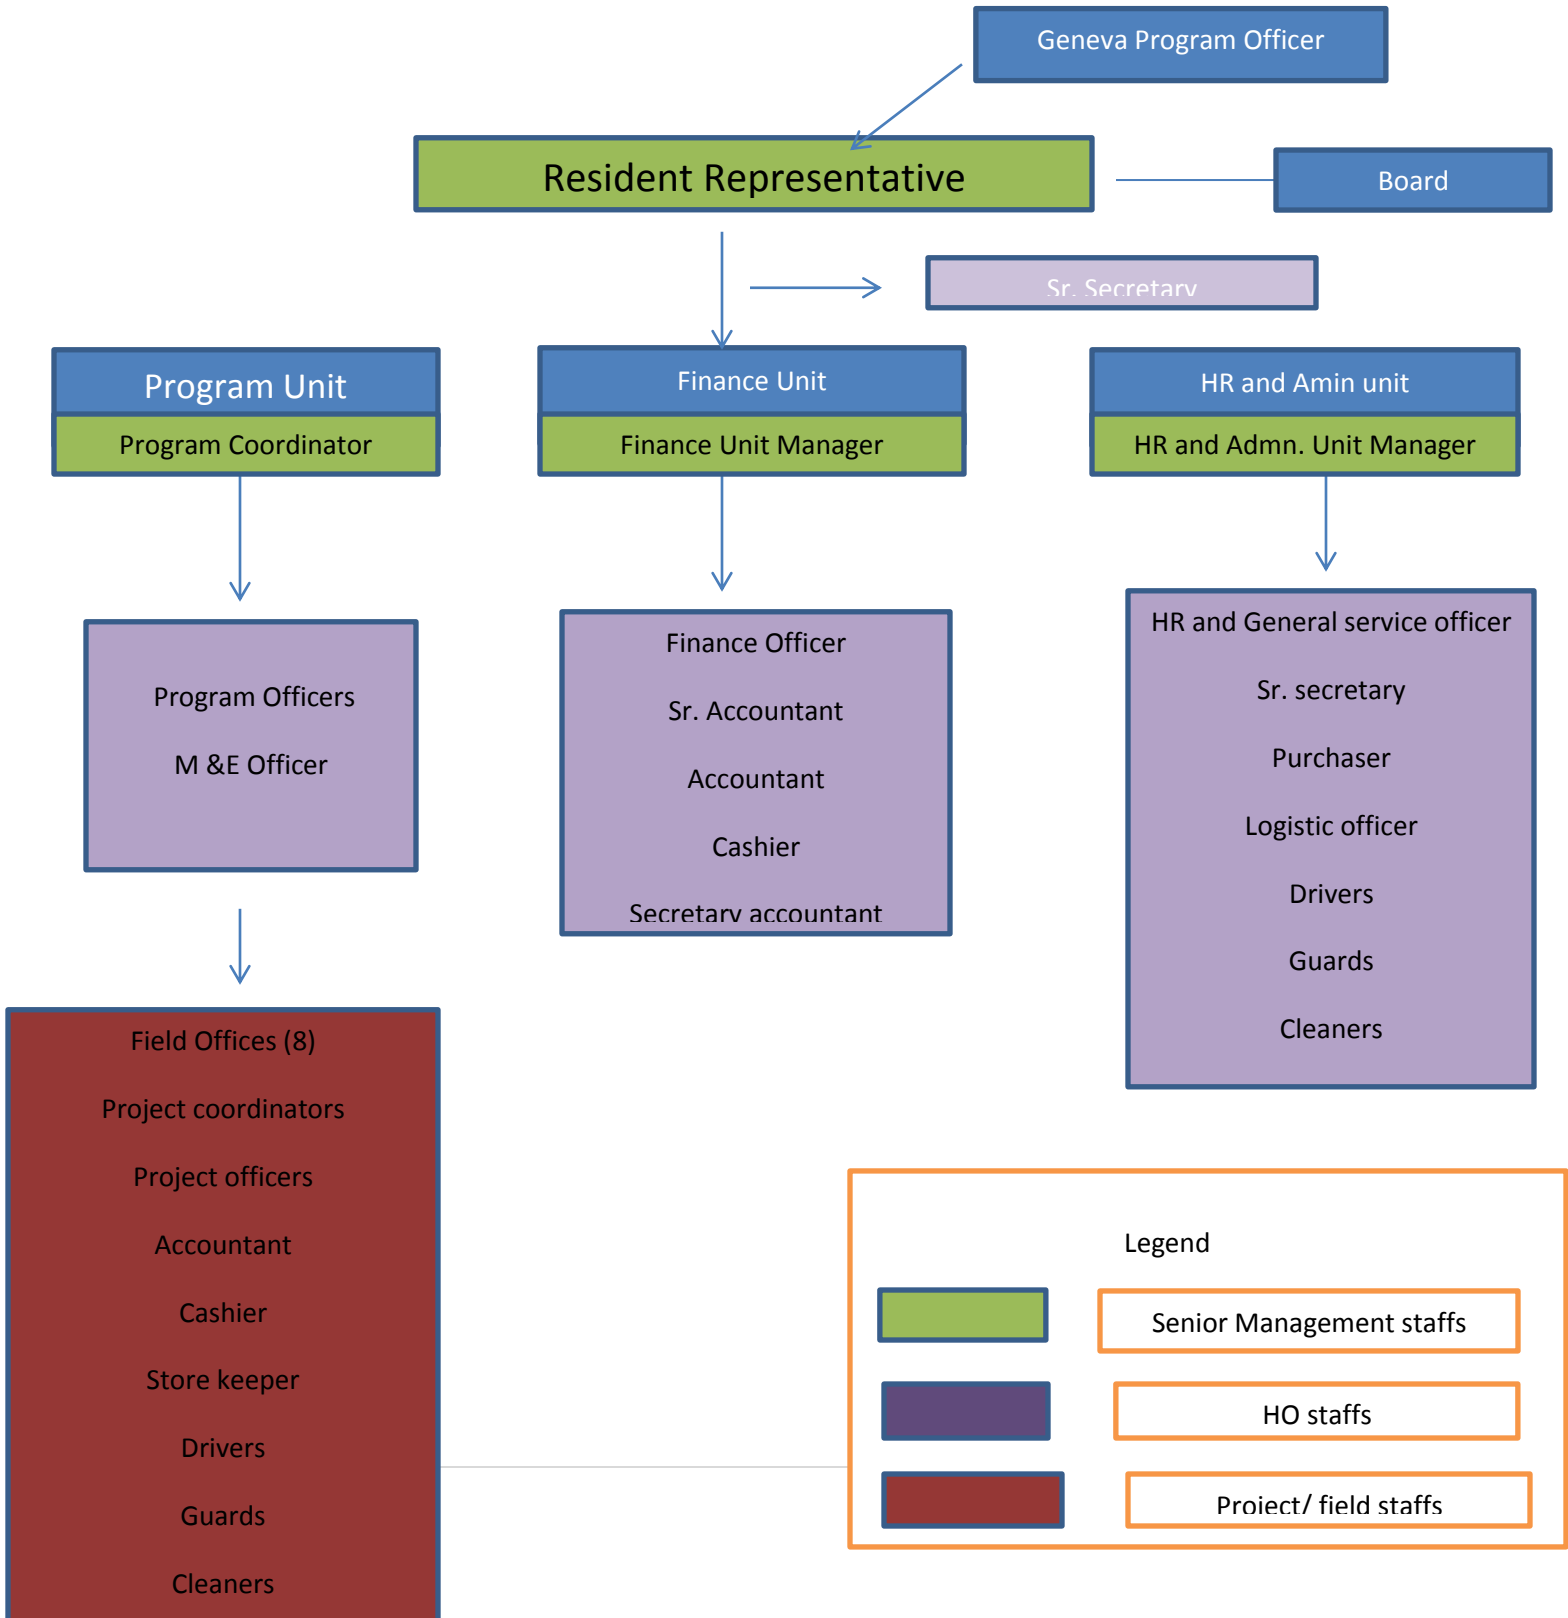 Geneva Program Officer
Resident Representative
Board
Sr. Secretary
Program Unit
Program Coordinator
Finance Unit
Finance Unit Manager
HR and Amin unit
HR and Admn. Unit Manager
Program Officers
M &E Officer
Finance Officer
Sr. Accountant
Accountant
Cashier
Secretary accountant
HR and General service officer
Sr. secretary
Purchaser
Logistic officer
Drivers
Guards
Cleaners
Field Offices (8)
Project coordinators
Project officers
Accountant
Cashier
Store keeper
Drivers
Guards
Cleaners
Legend
Senior Management staffs
HO staffs
Project/ field staffs